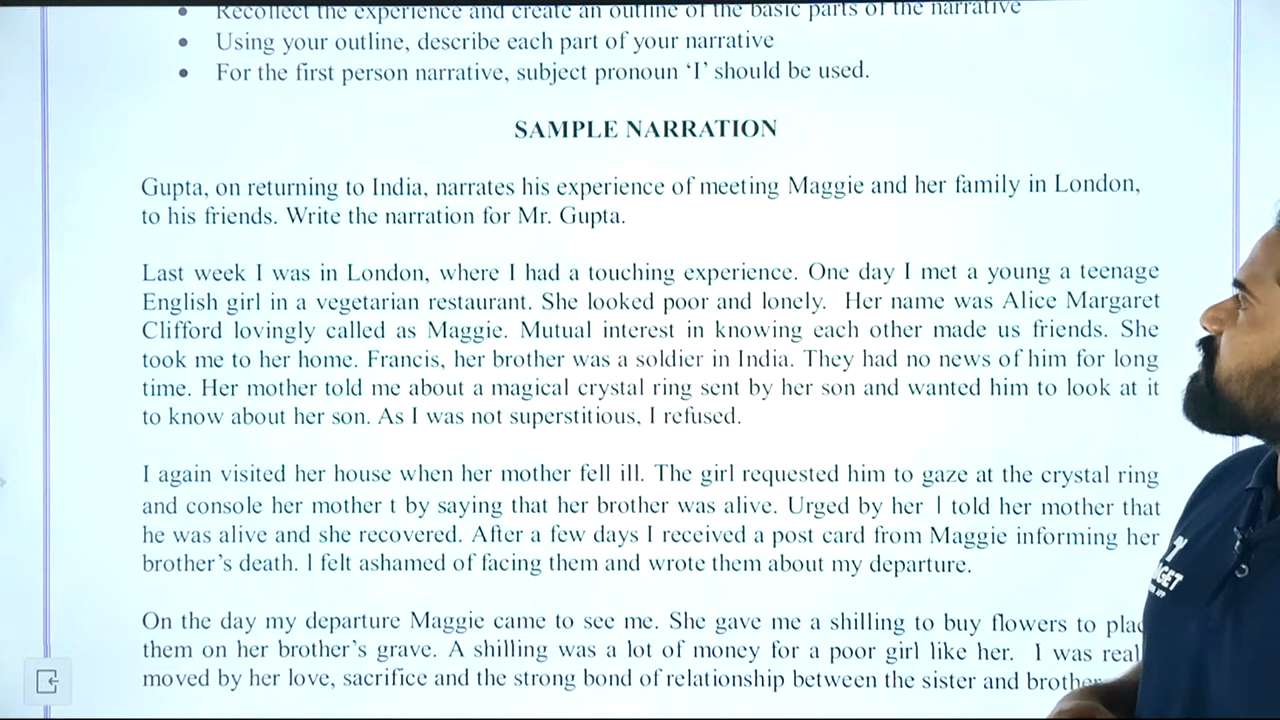 Recollect the experience and create an outline of the basic parts of the narrative
Using your outline, describe each part of your narrative
For the first person narrative, subject pronoun ‘I’ should be used.
SAMPLE NARRATION
Gupta, on returning to India, narrates his experience of meeting Maggie and her family in London,
to his friends. Write the narration for Mr. Gupta.
Last week I was in London, where I had a touching experience. One day I met a young a teenage
English girl in a vegetarian restaurant. She looked poor and lonely. Her name was Alice Margaret
Clifford lovingly called as Maggie. Mutual interest in knowing each other made us friends. She
took me to her home. Francis, her brother was a soldier in India. They had no news of him for long
time. Her mother told me about a magical crystal ring sent by her son and wanted him to look at it
to know about her son. As I was not superstitious, I refused.
I again visited her house when her mother fell ill. The girl requested him to gaze at the crystal ring
and console her mother t by saying that her brother was alive. Urged by her I told her mother that
he was alive and she recovered. After a few days I received a post card from Maggie informing her
brother’s death. I felt ashamed of facing them and wrote them about my departure.
On the day my departure Maggie came to see me. She gave me a shilling to buy flowers to
them on her brother’s grave. A shilling was a lot of money for a poor girl like her. I was
moved by her love, sacrifice and the strong bond of relationship between the sister and